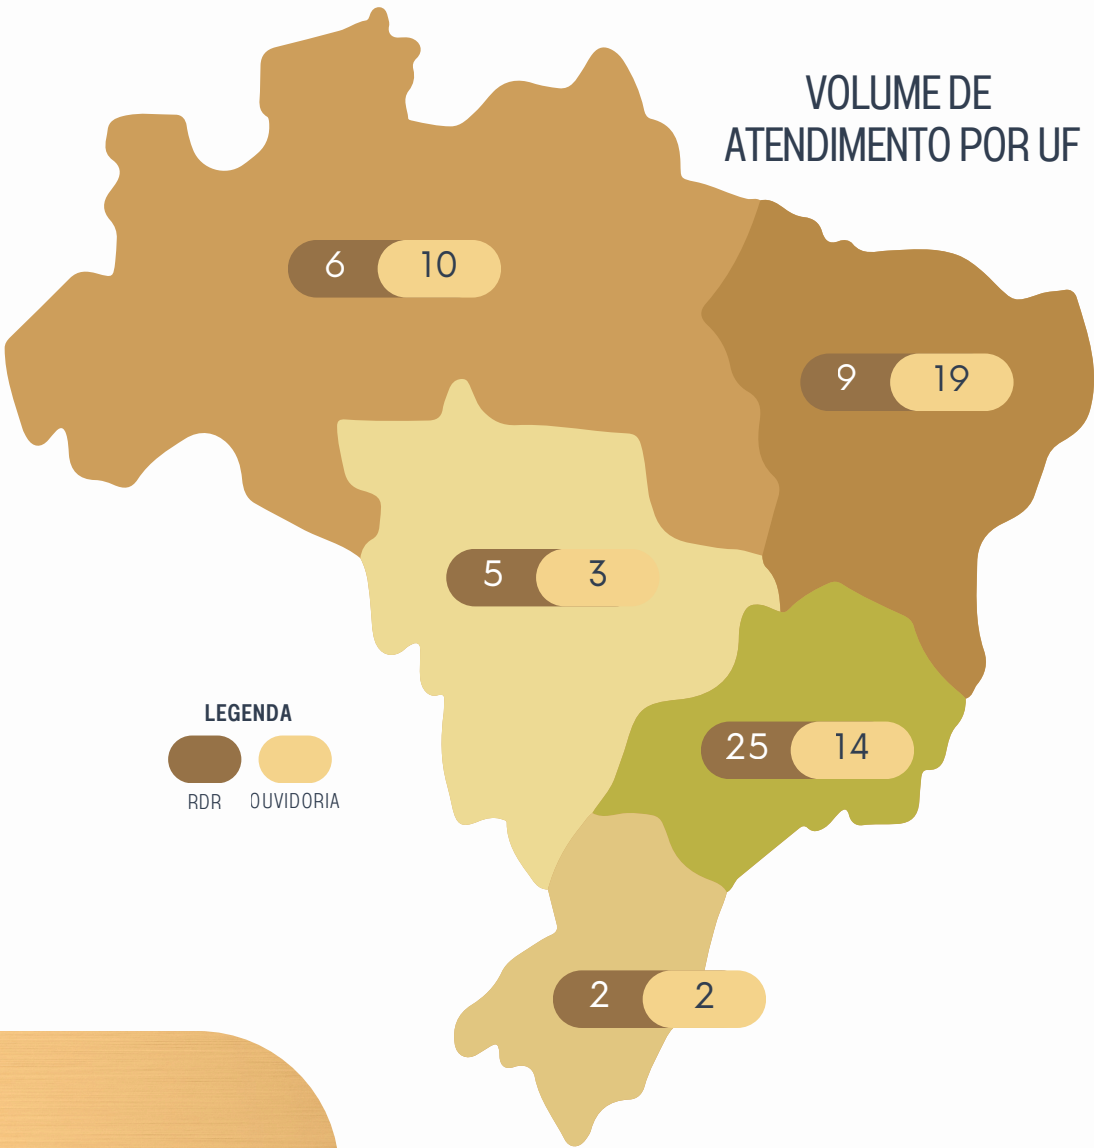 VOLUME DE
ATENDIMENTO POR UF
6 10
9 19
5 3
LEGENDA
RDR OUVIDORIA
25 14
2 2